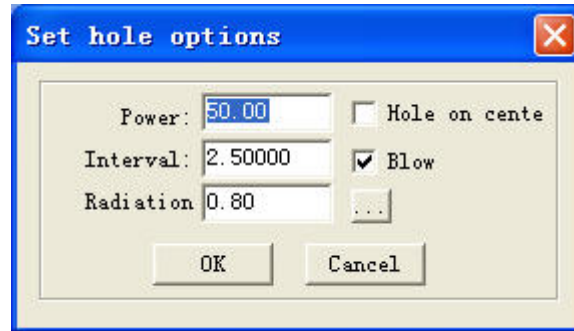 Set hole options
Power: 50.00 Hole on cente
Interval: 2.50000 Blow
Radiation 0.80 ...
OK Cancel